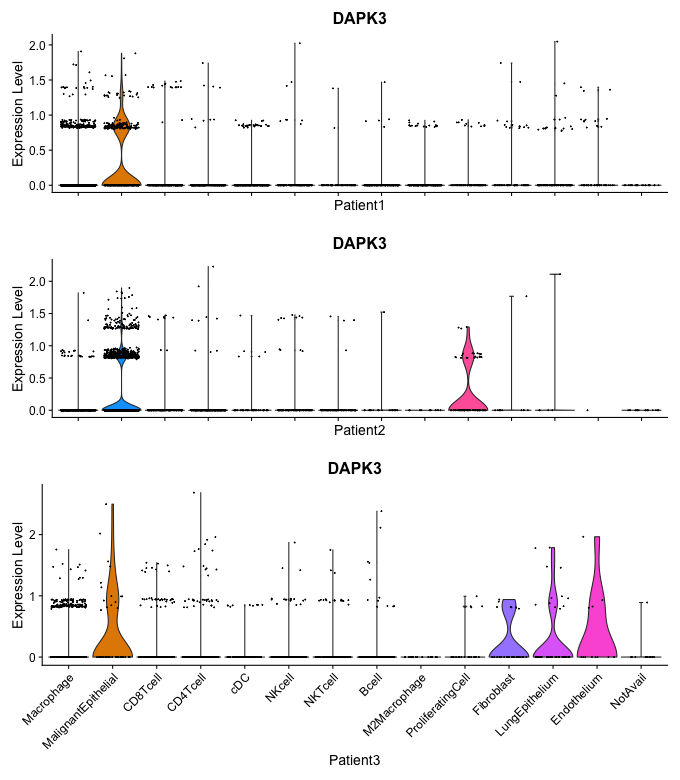 DAPK3
Expression Level
2.0
1.5
1.0
0.5
0.0
Patient1
DAPK3
Expression Level
2.0
1.5
1.0
0.5
0.0
Patient2
DAPK3
Expression Level
2
1
0
Macrophage
MalignantEpithelial
CD8Tcell
CD4Tcell
cDC
NKcell
NKTcell
Bcell
M2Macrophage
ProliferatingCell
Fibroblast
LungEpithelium
Endothelium
NotAvail
Patient3